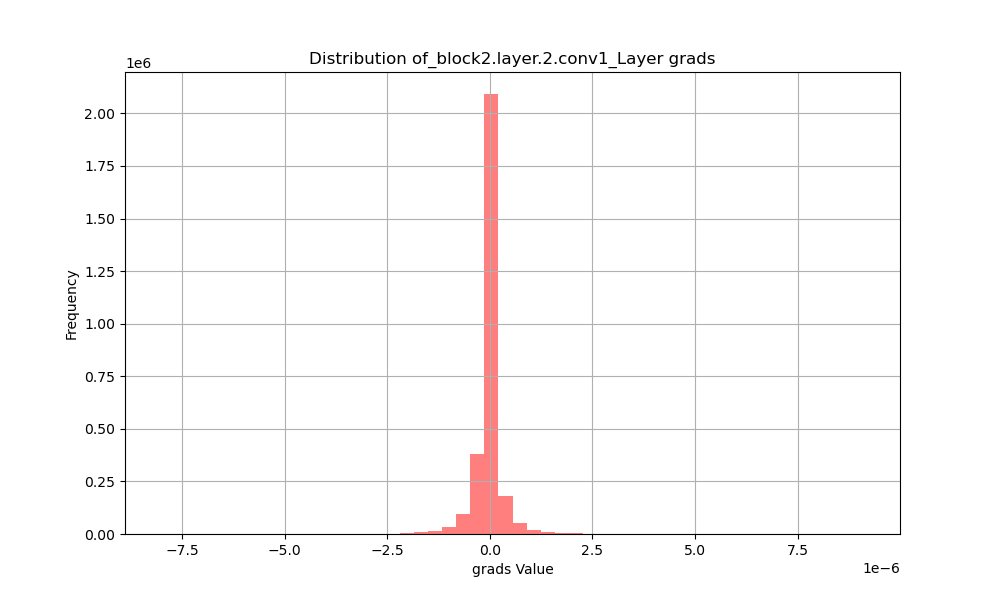 Distribution of_block2.layer.2.conv1_Layer grads
1e6
2.00
1.75
1.50
1.25
1.00
0.75
0.50
0.25
0.00
Frequency
−7.5 −5.0 −2.5 0.0 2.5 5.0 7.5
grads Value
1e−6